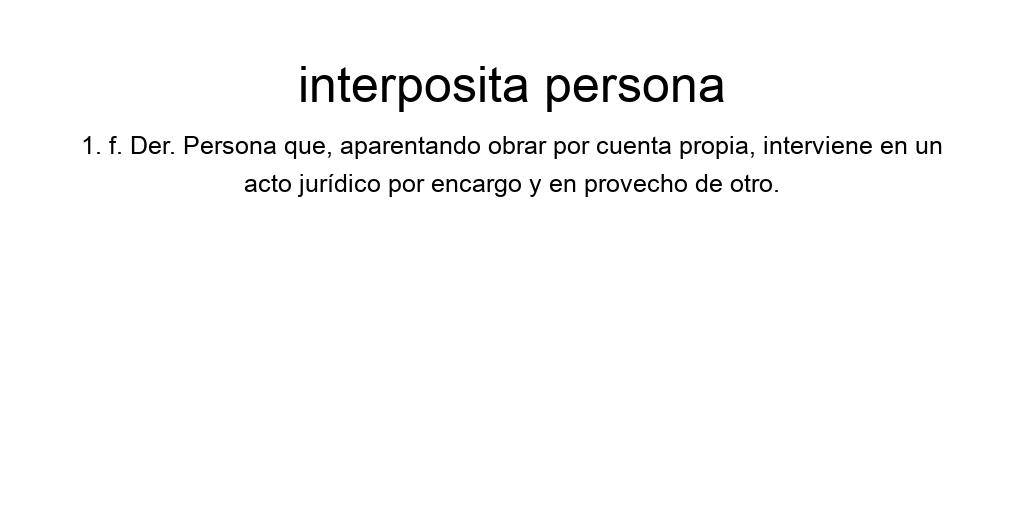 interposita persona
1. f. Der. Persona que, aparentando obrar por cuenta propia, interviene en un
acto jurídico por encargo y en provecho de otro.